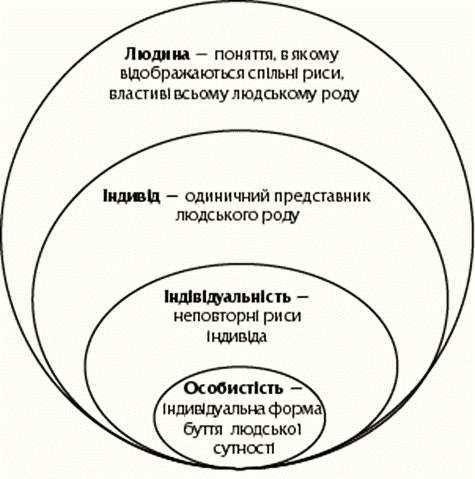 Людина — поняття, в якому
відображаються спільні риси,
властиві всьому людському роду
Індивід — одиничний представник
людського роду
Індівідуальність —
неповторні риси
індивіда
Особистість —
індивідуальна форма
буття людської
сутності